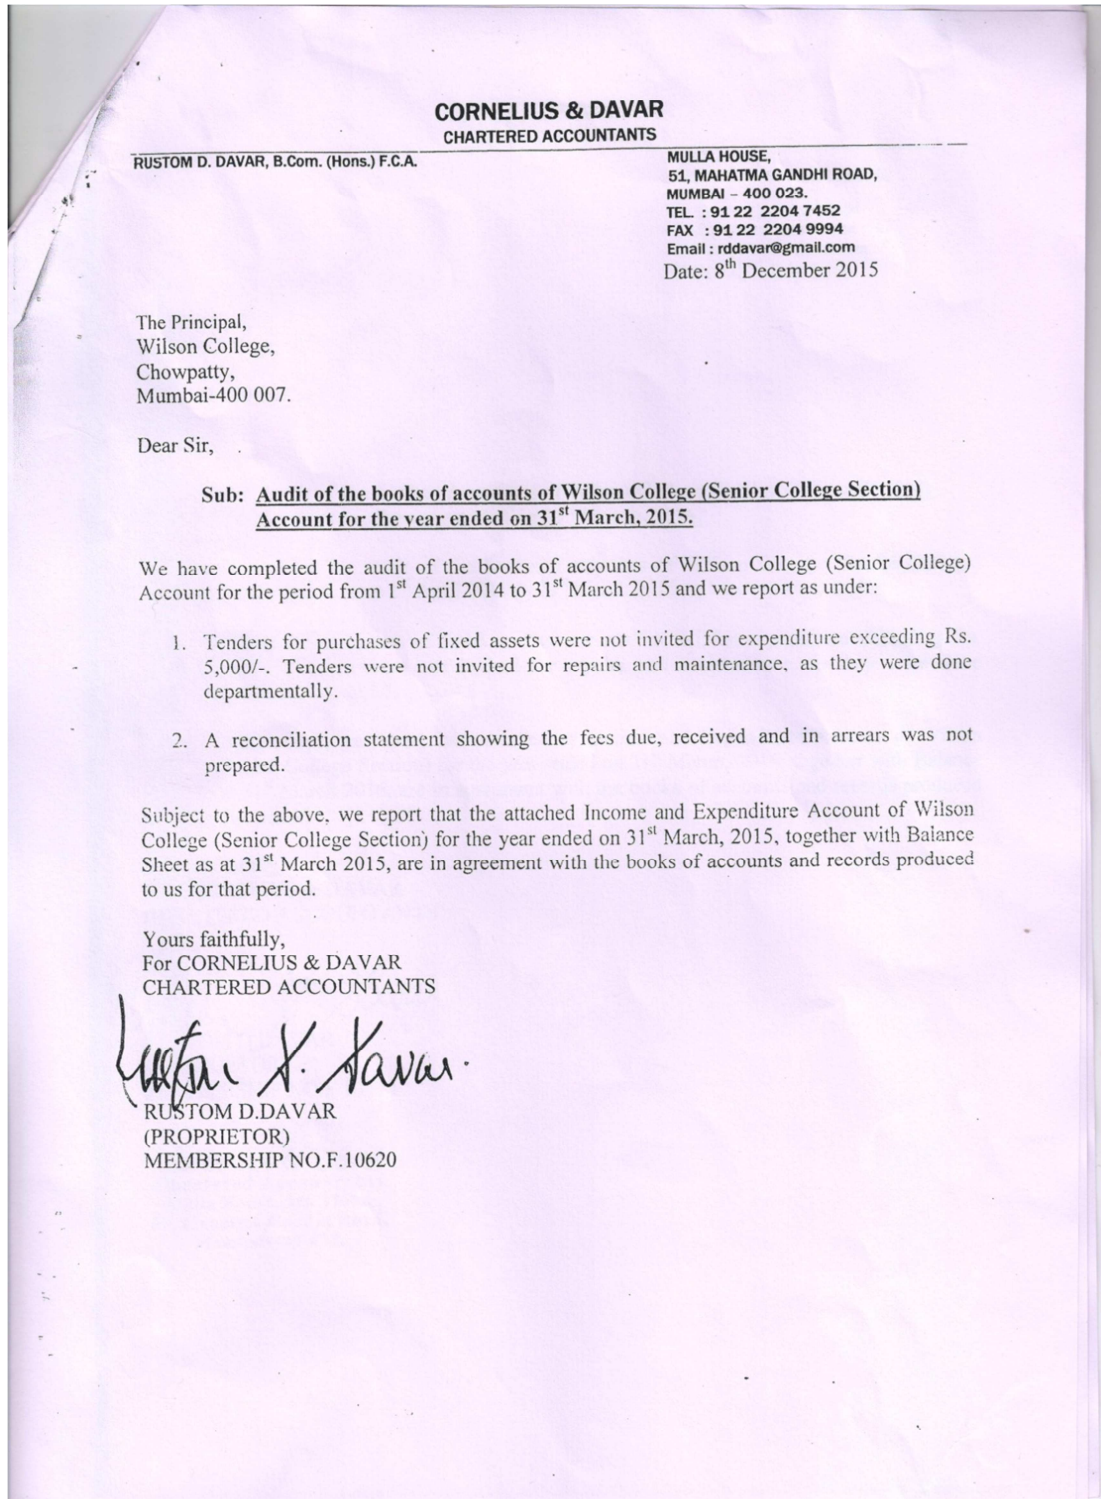 CORNELIUS & DAVAR
CHARTERED ACCOUNTANTS
RUSTOM D. DAVAR, B.Com. (Hons.) F.C.A.
MULLA HOUSE,
51, MAHATMA GANDHI ROAD,
MUMBAI – 400 023.
TEL. : 91 22 2204 7452
FAX : 91 22 2204 9994
Email : rddavar@gmail.com
Date: 8th December 2015
The Principal,
Wilson College,
Chowpatty,
Mumbai-400 007.
Dear Sir,
Sub: Audit of the books of accounts of Wilson College (Senior College Section)
Account for the year ended on 31st March, 2015.
We have completed the audit of the books of accounts of Wilson College (Senior College)
Account for the period from 1st April 2014 to 31st March 2015 and we report as under:
1. Tenders for purchases of fixed assets were not invited for expenditure exceeding Rs.
5,000/-. Tenders were not invited for repairs and maintenance, as they were done
departmentally.
2. A reconciliation statement showing the fees due, received and in arrears was not
prepared.
Subject to the above, we report that the attached Income and Expenditure Account of Wilson
College (Senior College Section) for the year ended on 31st March, 2015, together with Balance
Sheet as at 31st March 2015, are in agreement with the books of accounts and records produced
to us for that period.
Yours faithfully,
For CORNELIUS & DAVAR
CHARTERED ACCOUNTANTS
Rustom D. Davar.
RUSTOM D.DAVAR
(PROPRIETOR)
MEMBERSHIP NO.F.10620